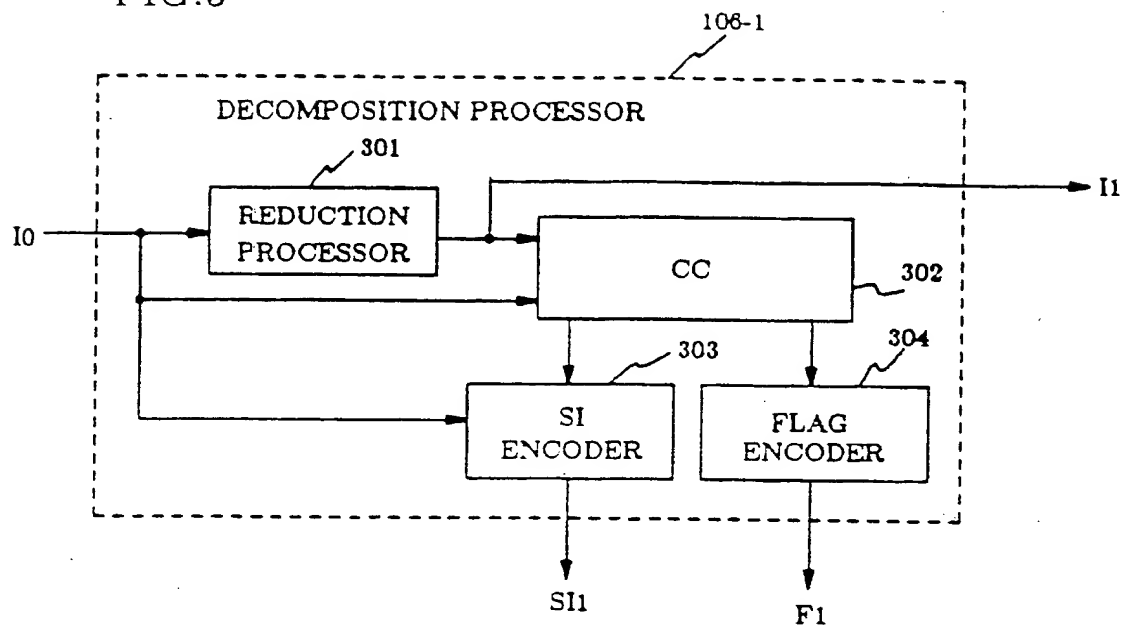 106-1
DECOMPOSITION PROCESSOR
301
I1
REDUCTION
PROCESSOR
I0
CC
302
303
304
SI
ENCODER
FLAG
ENCODER
SI1
F1